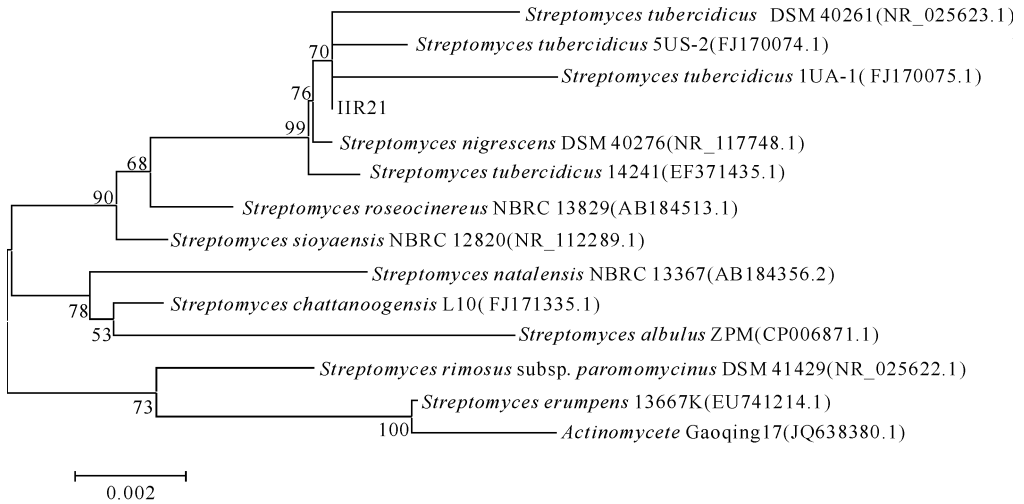 Streptomyces tubercidicus DSM 40261(NR_025623.1)
Streptomyces tubercidicus 5US-2(FJ170074.1)
70
Streptomyces tubercidicus 1UA-1( FJ170075.1)
76
IIR21
99
Streptomyces nigrescens DSM 40276(NR_117748.1)
68
Streptomyces tubercidicus 14241(EF371435.1)
90
Streptomyces roseocinereus NBRC 13829(AB184513.1)
Streptomyces sioyaensis NBRC 12820(NR_112289.1)
Streptomyces natalensis NBRC 13367(AB184356.2)
78
Streptomyces chattanoogensis L10( FJ171335.1)
53
Streptomyces albulus ZPM(CP006871.1)
Streptomyces rimosus subsp. paromomycinus DSM 41429(NR_025622.1)
73
Streptomyces erumpens 13667K(EU741214.1)
100
Actinomycete Gaoqing17(JQ638380.1)
0.002